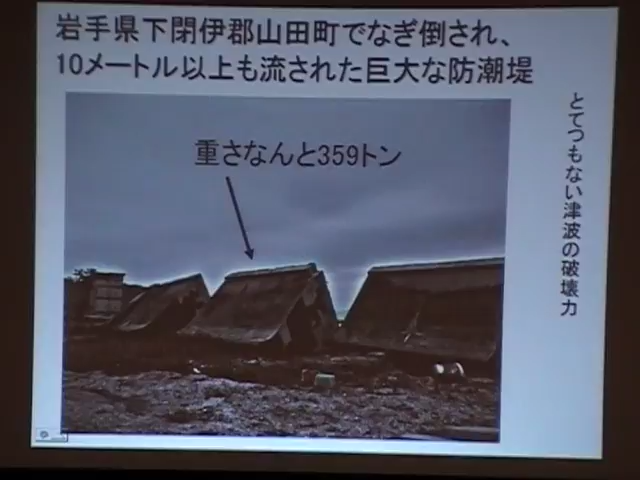 岩手県下閉伊郡山田町でなぎ倒され、
10メートル以上も流された巨大な防潮堤
重さなんと359トン
とてつもない津波の破壊力